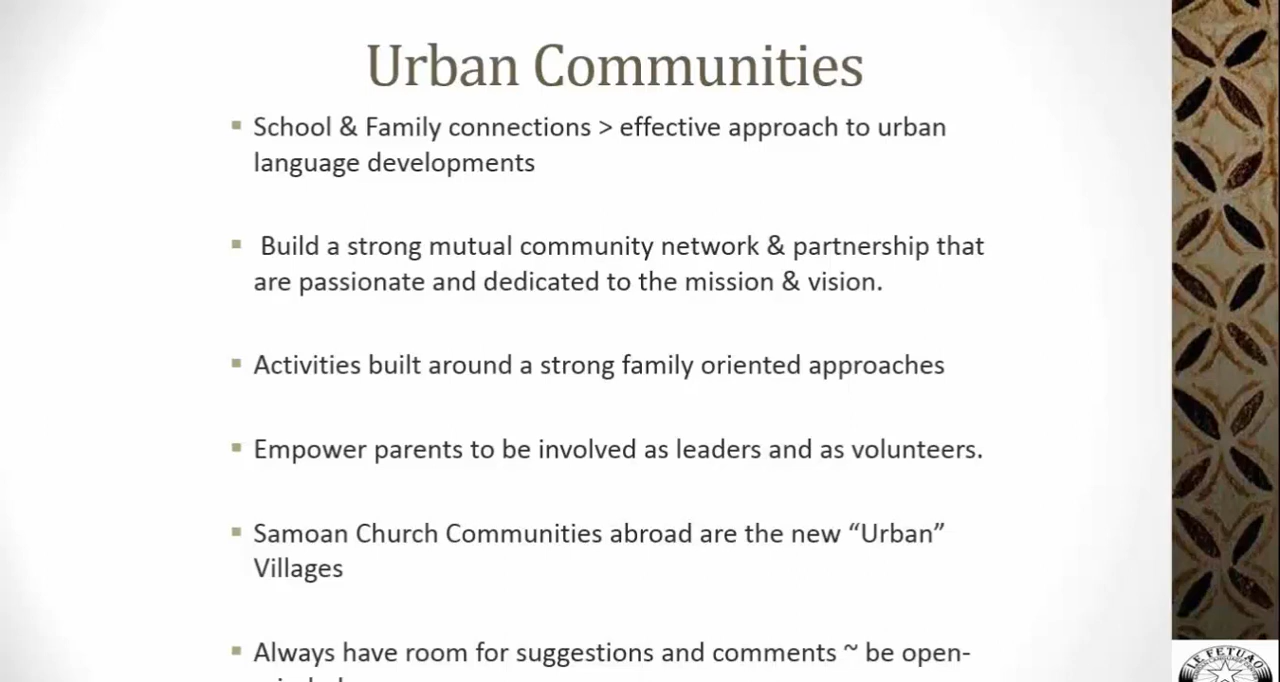 Urban Communities
School & Family connections > effective approach to urban
language developments
Build a strong mutual community network & partnership that
are passionate and dedicated to the mission & vision.
Activities built around a strong family oriented approaches
Empower parents to be involved as leaders and as volunteers.
Samoan Church Communities abroad are the new “Urban”
Villages
Always have room for suggestions and comments ~ be open-
LE FETUAO